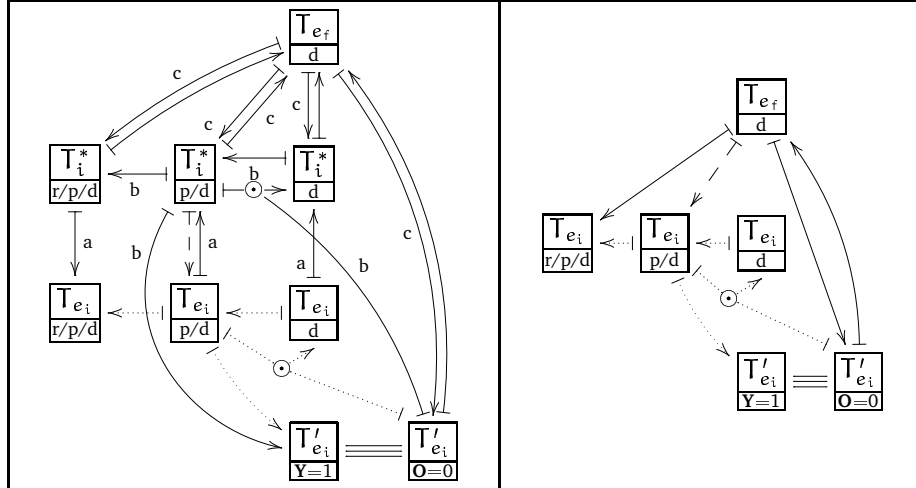 T_{e_f}
d
c
c c c
T_i^* T_i^* T_i^*
r/p/d p/d d
b b
a b a a b c
T_{e_i} T_{e_i} T_{e_i}
r/p/d p/d d
T'_{e_i} T'_{e_i}
Y=1 O=0
T_{e_f}
d
T_{e_i} T_{e_i} T_{e_i}
r/p/d p/d d
T'_{e_i} T'_{e_i}
Y=1 O=0